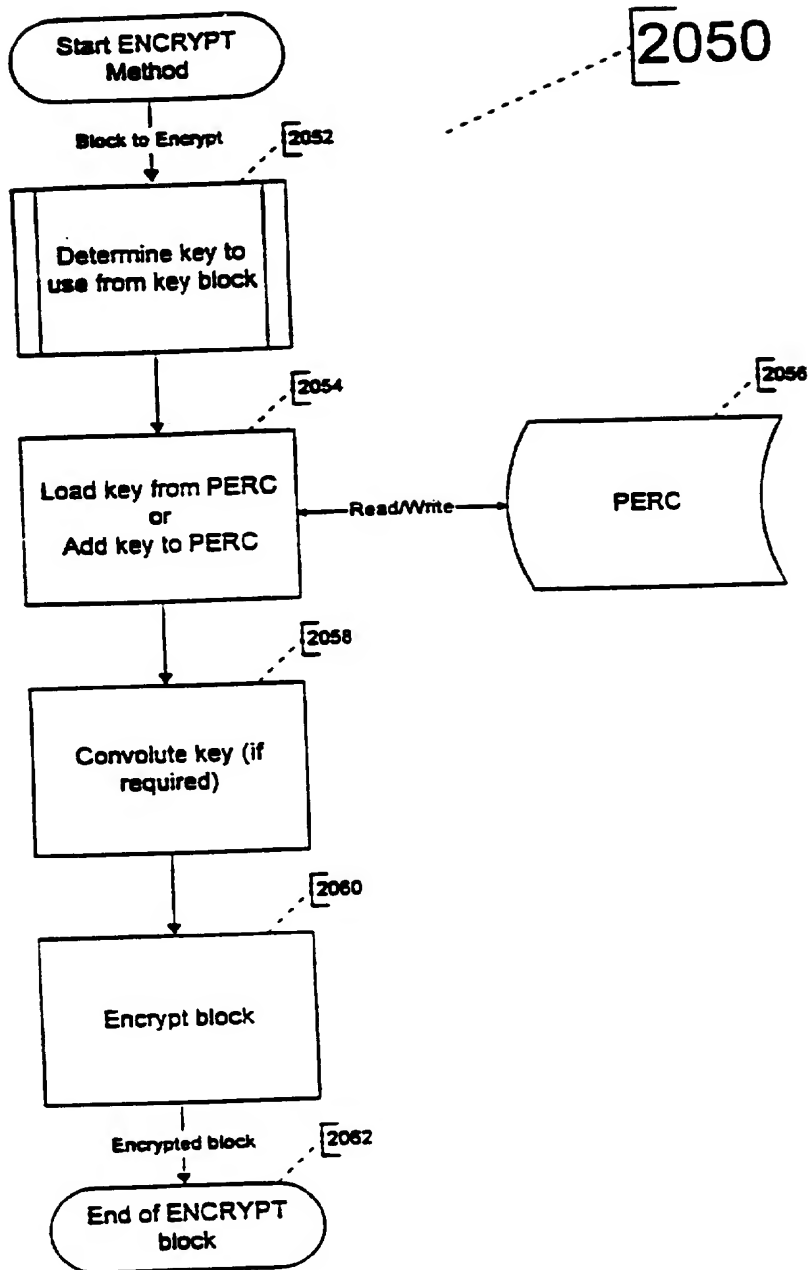 Start ENCRYPT
Method
2050
Block to Encrypt
2052
Determine key to
use from key block
2054
2056
Load key from PERC
or
Add key to PERC
Read/Write
PERC
2058
Convolute key (if
required)
2060
Encrypt block
Encrypted block
2062
End of ENCRYPT
block